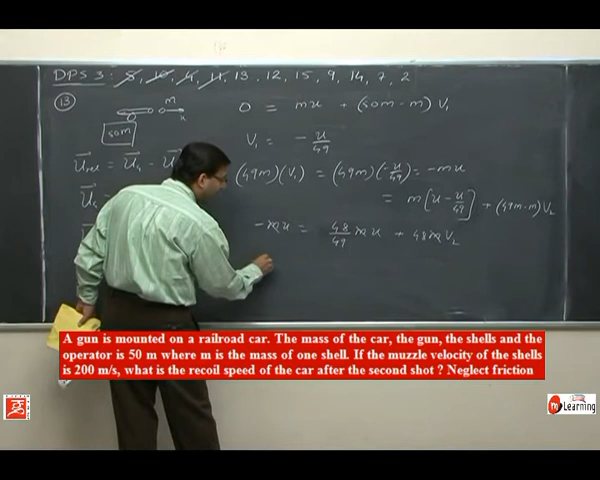 DPS 3 : 8, 10, 4, 11, 13, 12, 15, 9, 14, 7, 2
13
m
u
50m
0 = mu + (50m - m) V₁
V₁ = - u/49
U rel = U₁ - U
(49m)(V₁) = (49m)(-u/49) = -mu
= m[u - u/49] + (49m-m)V₂
-mu = 48/49 mu + 48mV₂
A gun is mounted on a railroad car. The mass of the car, the gun, the shells and the
operator is 50 m where m is the mass of one shell. If the muzzle velocity of the shells
is 200 m/s, what is the recoil speed of the car after the second shot ? Neglect friction
Learning